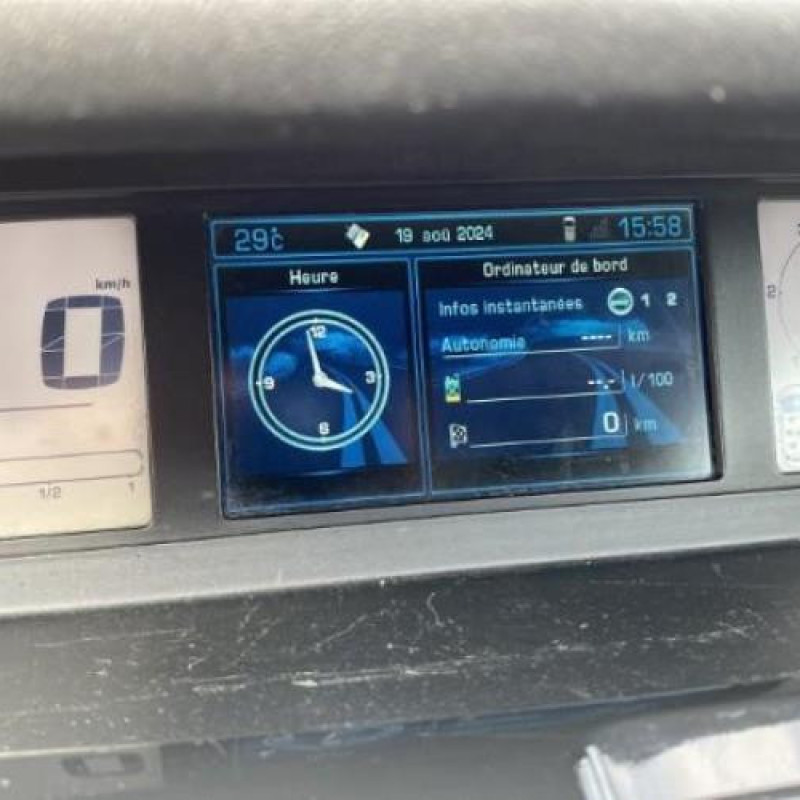 km/h
0
1/2 1
29°C 19 aoû 2024 15:58
Heure
12
9 3
6
Ordinateur de bord
Infos instantanées 1 2
Autonomie ---- km
--.- l/100
0 km
2